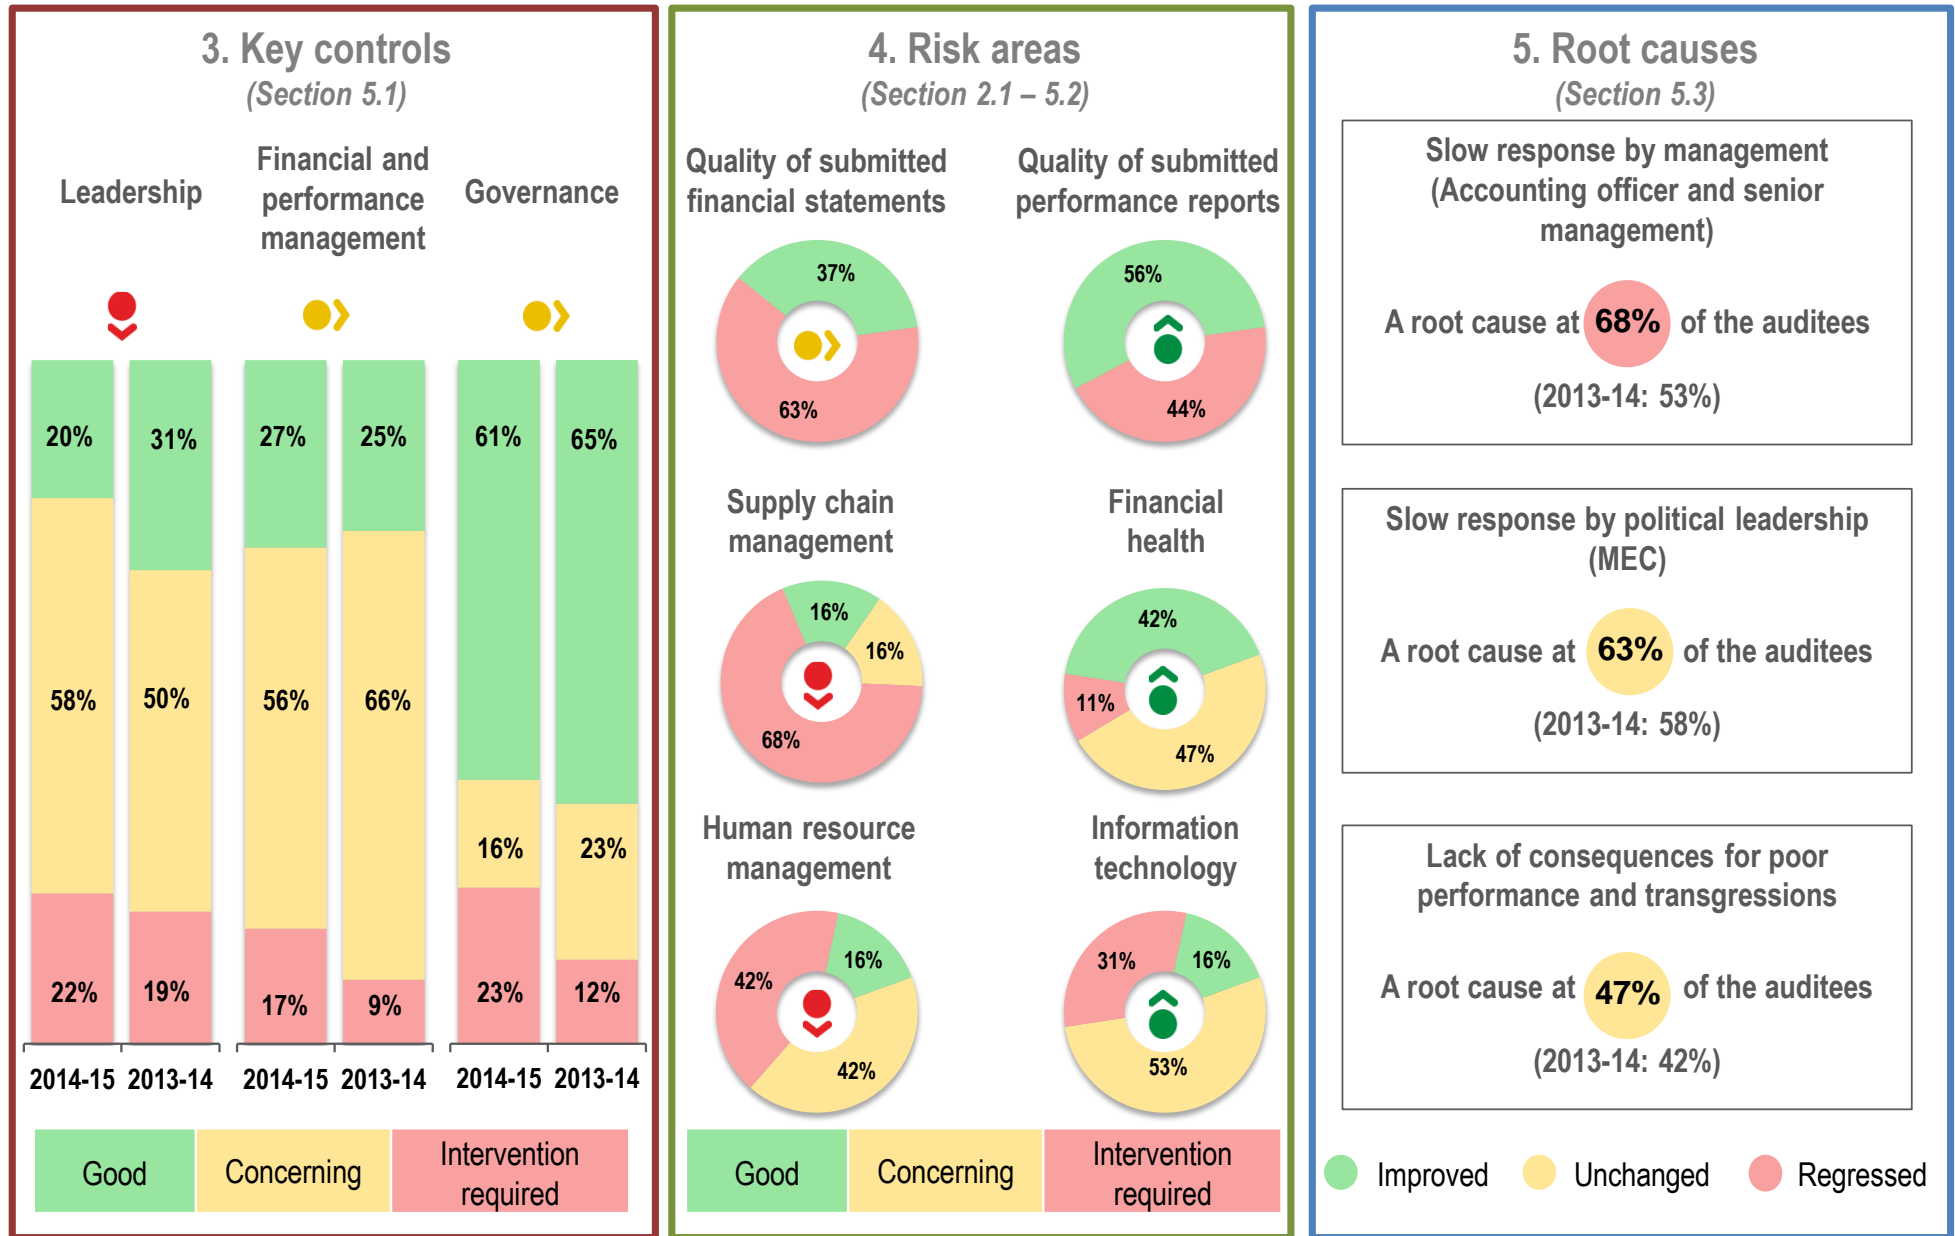 3. Key controls
(Section 5.1)
Leadership
Financial and
performance
management
Governance
20%
31%
27%
25%
61%
65%
58%
50%
56%
66%
16%
23%
22%
19%
17%
9%
23%
12%
2014-15 2013-14
2014-15 2013-14
2014-15 2013-14
Good
Concerning
Intervention
required
4. Risk areas
(Section 2.1 – 5.2)
Quality of submitted
financial statements
37%
63%
Quality of submitted
performance reports
56%
44%
Supply chain
management
16%
16%
68%
Financial
health
42%
11%
47%
Human resource
management
42%
16%
42%
Information
technology
31%
16%
53%
Good
Concerning
Intervention
required
5. Root causes
(Section 5.3)
Slow response by management
(Accounting officer and senior
management)
A root cause at 68% of the auditees
(2013-14: 53%)
Slow response by political leadership
(MEC)
A root cause at 63% of the auditees
(2013-14: 58%)
Lack of consequences for poor
performance and transgressions
A root cause at 47% of the auditees
(2013-14: 42%)
Improved
Unchanged
Regressed